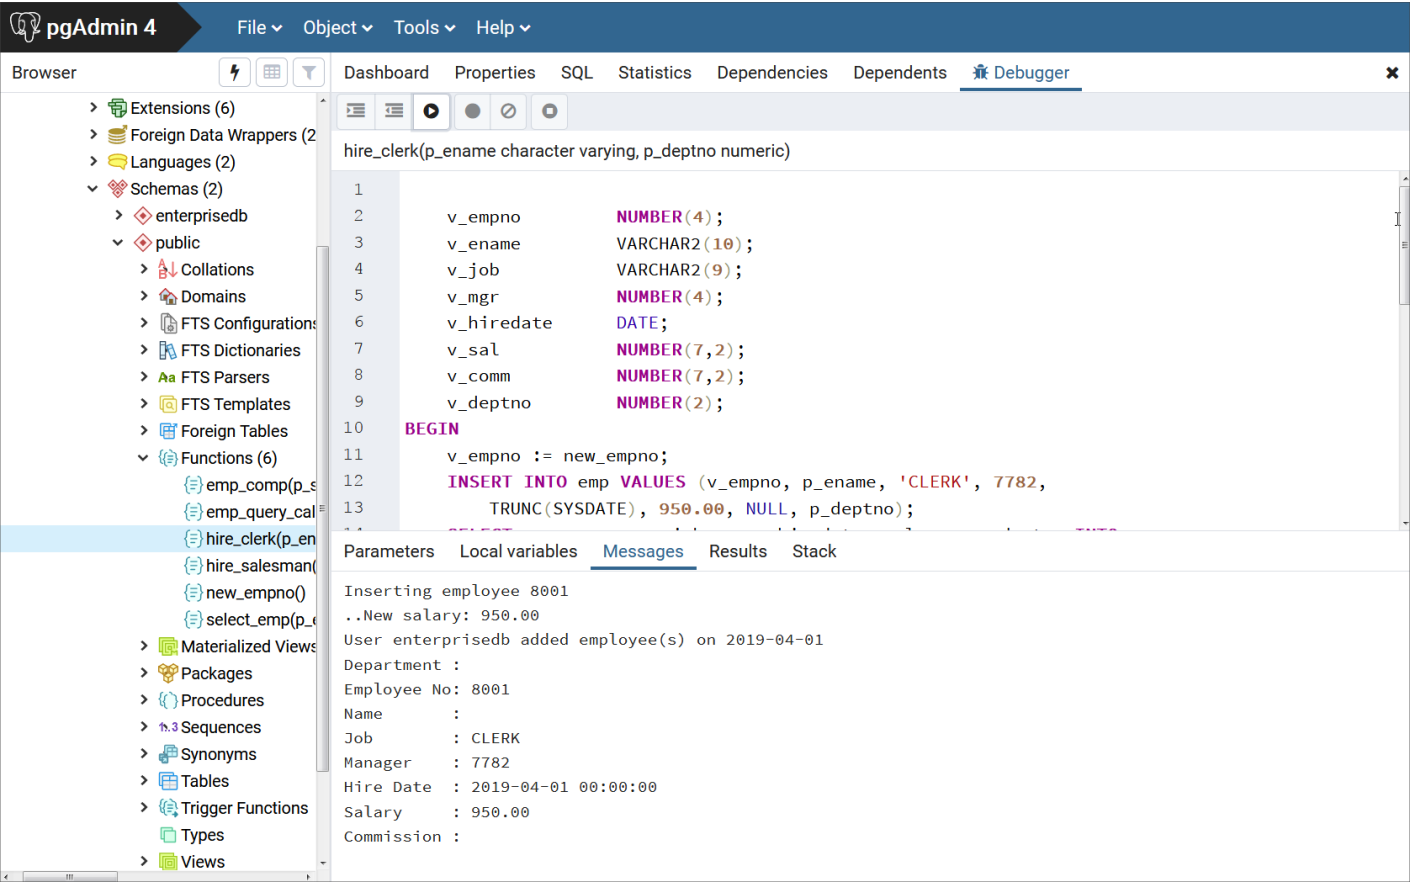 pgAdmin 4
File Object Tools Help
Browser
Dashboard Properties SQL Statistics Dependencies Dependents Debugger
Extensions (6)
Foreign Data Wrappers (2
Languages (2)
Schemas (2)
enterprisedb
public
Collations
Domains
FTS Configurations
FTS Dictionaries
Aa FTS Parsers
FTS Templates
Foreign Tables
Functions (6)
emp_comp(p_s
emp_query_cal
hire_clerk(p_en
hire_salesman(
new_empno()
select_emp(p_e
Materialized Views
Packages
Procedures
1..3 Sequences
Synonyms
Tables
Trigger Functions
Types
Views
hire_clerk(p_ename character varying, p_deptno numeric)
1
2 v_empno NUMBER(4);
3 v_ename VARCHAR2(10);
4 v_job VARCHAR2(9);
5 v_mgr NUMBER(4);
6 v_hiredate DATE;
7 v_sal NUMBER(7,2);
8 v_comm NUMBER(7,2);
9 v_deptno NUMBER(2);
10 BEGIN
11 v_empno := new_empno;
12 INSERT INTO emp VALUES (v_empno, p_ename, 'CLERK', 7782,
13 TRUNC(SYSDATE), 950.00, NULL, p_deptno);
Parameters Local variables Messages Results Stack
Inserting employee 8001
..New salary: 950.00
User enterprisedb added employee(s) on 2019-04-01
Department :
Employee No: 8001
Name :
Job : CLERK
Manager : 7782
Hire Date : 2019-04-01 00:00:00
Salary : 950.00
Commission :